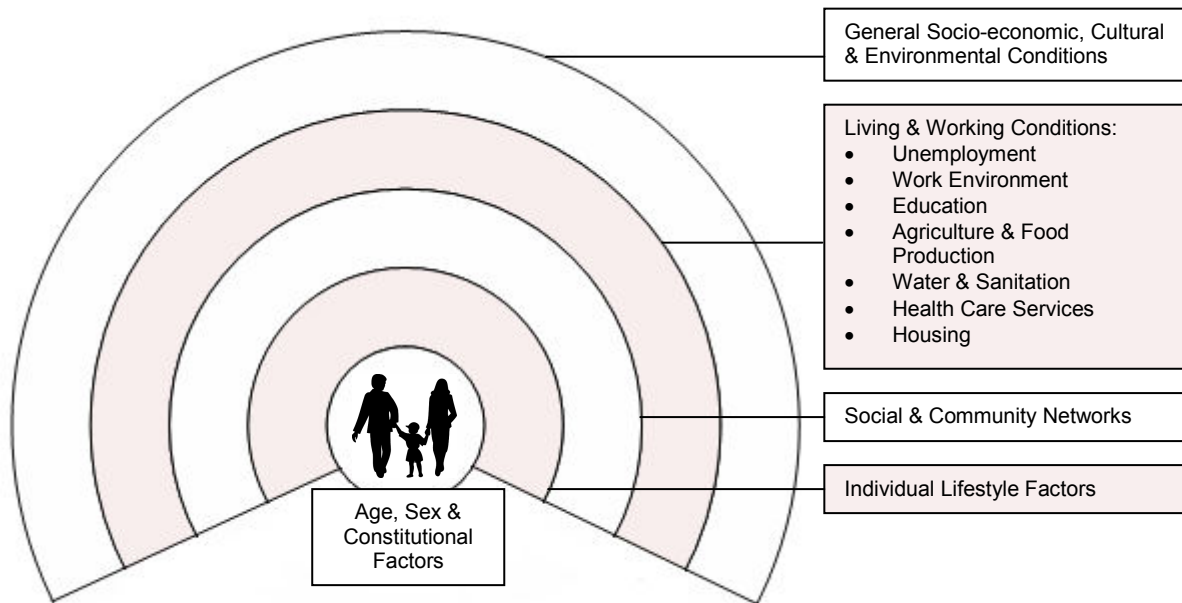 General Socio-economic, Cultural
& Environmental Conditions
Living & Working Conditions:
• Unemployment
• Work Environment
• Education
• Agriculture & Food
Production
• Water & Sanitation
• Health Care Services
• Housing
Social & Community Networks
Individual Lifestyle Factors
Age, Sex &
Constitutional
Factors